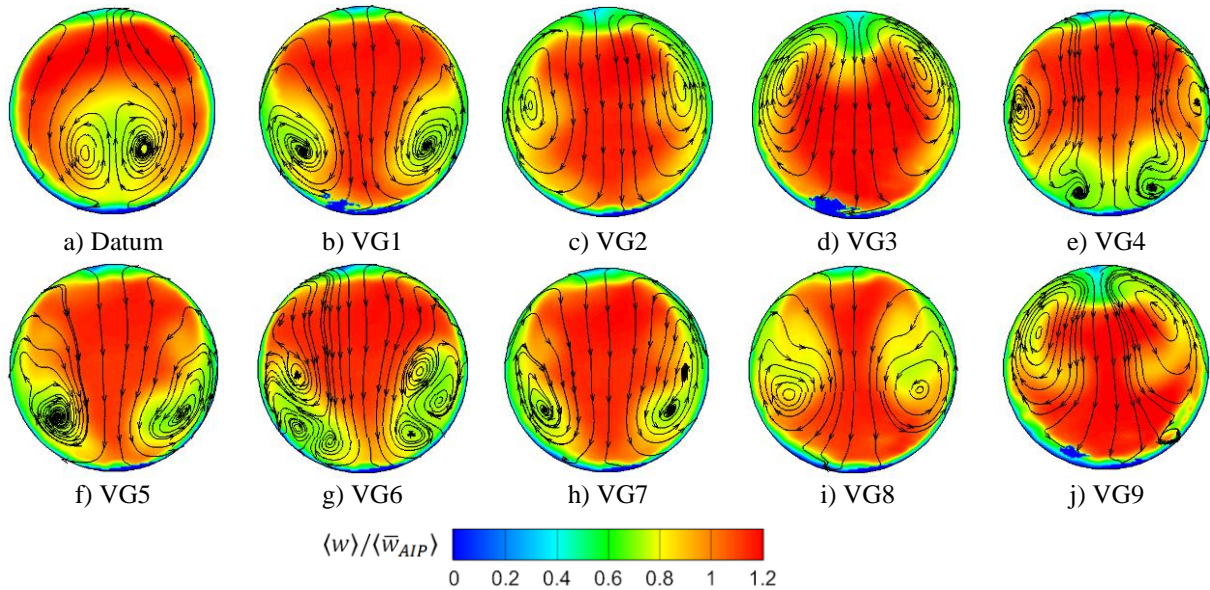 a) Datum b) VG1 c) VG2 d) VG3 e) VG4
f) VG5 g) VG6 h) VG7 i) VG8 j) VG9
⟨w⟩/⟨w̅_AIP⟩
0 0.2 0.4 0.6 0.8 1 1.2